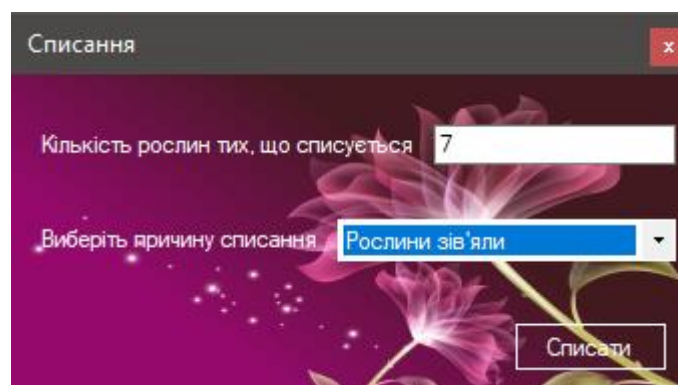 Списання
x
Кількість рослин тих, що списується 7
Виберіть причину списання Рослини зів'яли
Списати